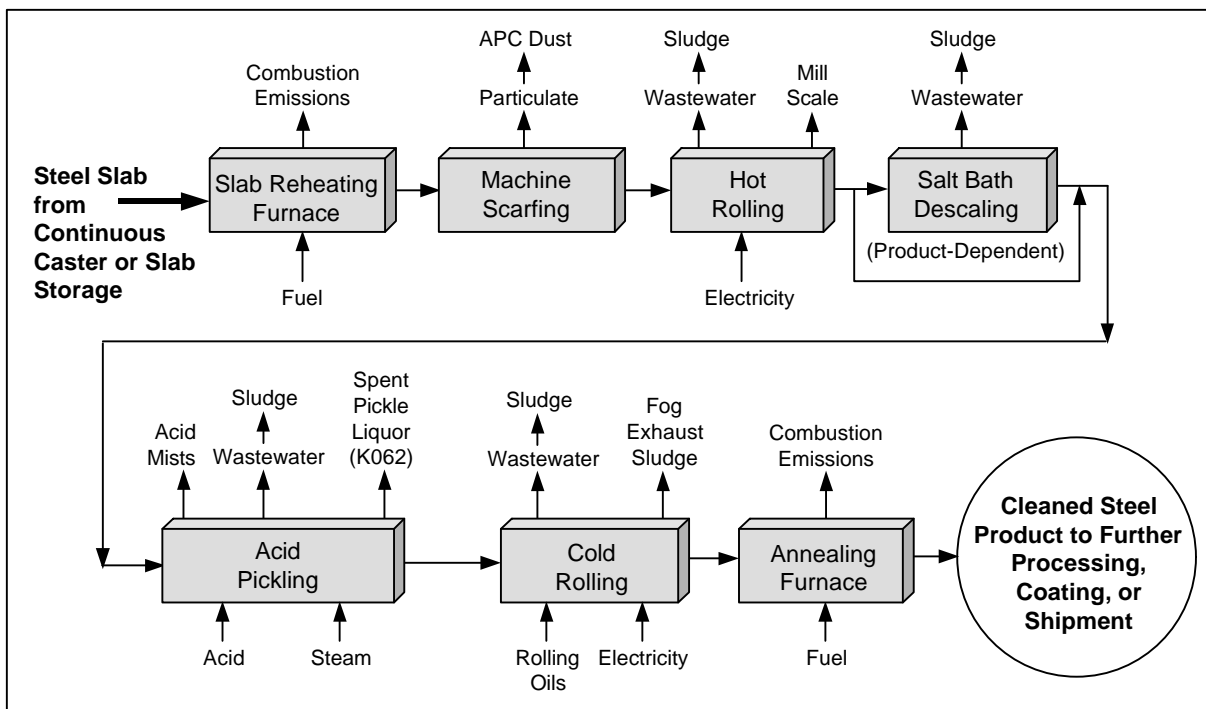 APC Dust
Sludge
Sludge
Combustion
Emissions
Particulate
Wastewater
Mill
Scale
Wastewater
Steel Slab
from
Continuous
Caster or Slab
Storage
Slab Reheating
Furnace
Machine
Scarfing
Hot
Rolling
Salt Bath
Descaling
(Product-Dependent)
Fuel
Electricity
Acid
Mists
Sludge
Wastewater
Spent
Pickle
Liquor
(K062)
Sludge
Wastewater
Fog
Exhaust
Sludge
Combustion
Emissions
Acid
Pickling
Cold
Rolling
Annealing
Furnace
Cleaned Steel
Product to Further
Processing,
Coating, or
Shipment
Acid
Steam
Rolling
Oils
Electricity
Fuel